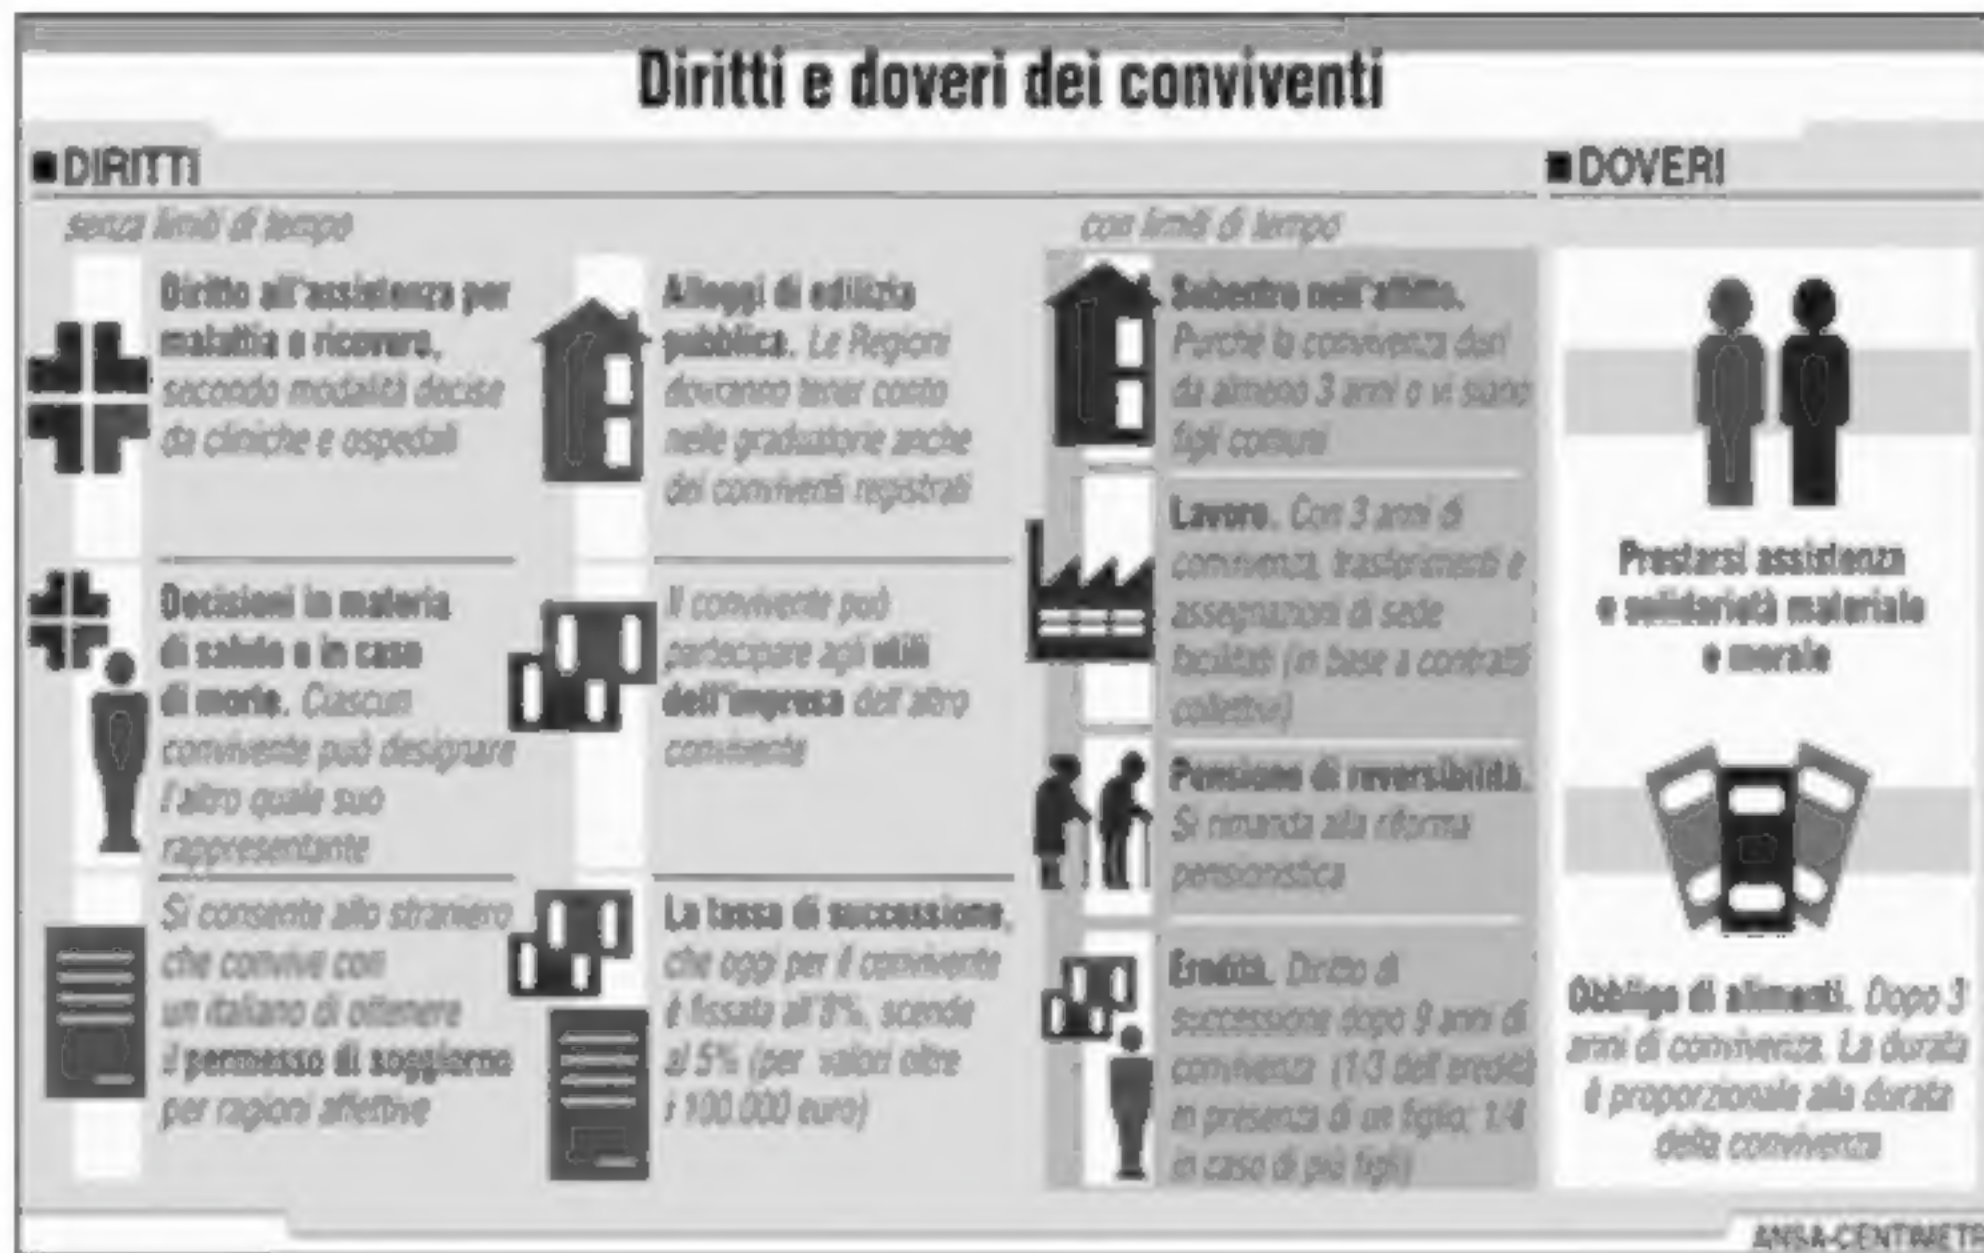 Diritti e doveri dei conviventi
DIRITTI
senza limiti di tempo
Diritto all'assistenza per
malattia e ricovero,
secondo modalità decise
da cliniche e ospedali
Decisioni in materia
di salute e in caso
di morte. Ciascun
convivente può designare
l'altro quale suo
rappresentante
Si consente allo straniero
che convive con
un italiano di ottenere
il permesso di soggiorno
per ragioni affettive
Alloggi di edilizia
pubblica. Le Regioni
dovranno tener conto
nelle graduatorie anche
dei conviventi registrati
Il convivente può
partecipare agli utili
dell'impresa dell'altro
convivente
La tassa di successione,
che oggi per il convivente
è fissata all'8%, scende
al 5% (per valori oltre
i 100.000 euro)
con limiti di tempo
Subentro nell'affitto.
Purché la convivenza duri
da almeno 3 anni o vi siano
figli comuni
Lavoro. Con 3 anni di
convivenza, trasferimenti e
assegnazioni di sede
facilitati (in base a contratti
collettivi)
Pensione di reversibilità.
Si rimanda alla riforma
pensionistica
Eredità. Diritto di
successione dopo 9 anni di
convivenza (1/3 dell'eredità
in presenza di un figlio; 1/4
in caso di più figli)
DOVERI
Prestarsi assistenza
e solidarietà materiale
e morale
Obbligo di alimenti. Dopo 3
anni di convivenza. La durata
è proporzionale alla durata
della convivenza
ANSA-CENTIMETR